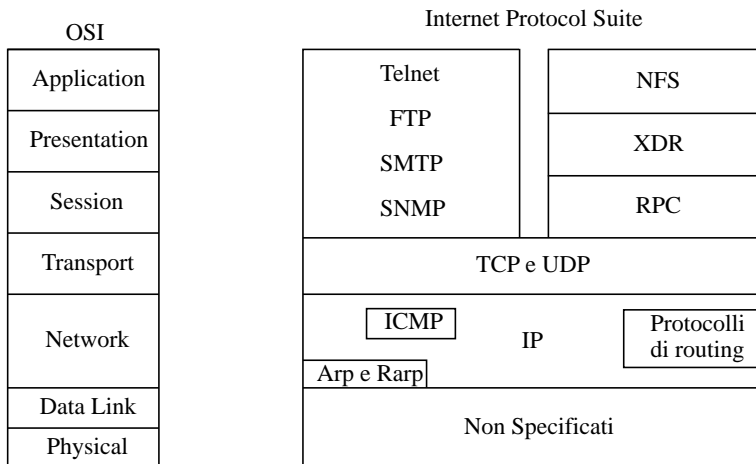 Internet Protocol Suite
OSI
Application
Presentation
Session
Transport
Network
Data Link
Physical
Telnet
FTP
SMTP
SNMP
NFS
XDR
RPC
TCP e UDP
ICMP
IP
Protocolli
di routing
Arp e Rarp
Non Specificati